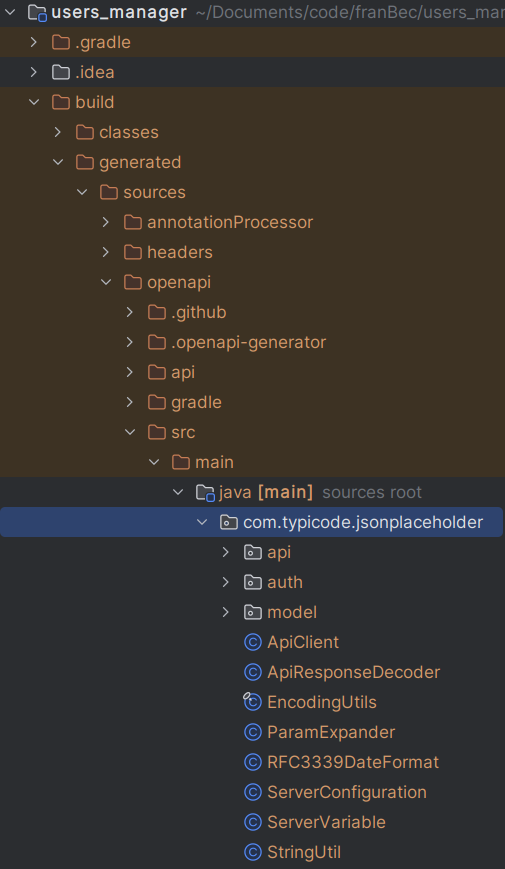 users_manager ~/Documents/code/franBec/users_mar
.gradle
.idea
build
classes
generated
sources
annotationProcessor
headers
openapi
.github
.openapi-generator
api
gradle
src
main
java [main] sources root
com.typicode.jsonplaceholder
api
auth
model
ApiClient
ApiResponseDecoder
EncodingUtils
ParamExpander
RFC3339DateFormat
ServerConfiguration
ServerVariable
StringUtil